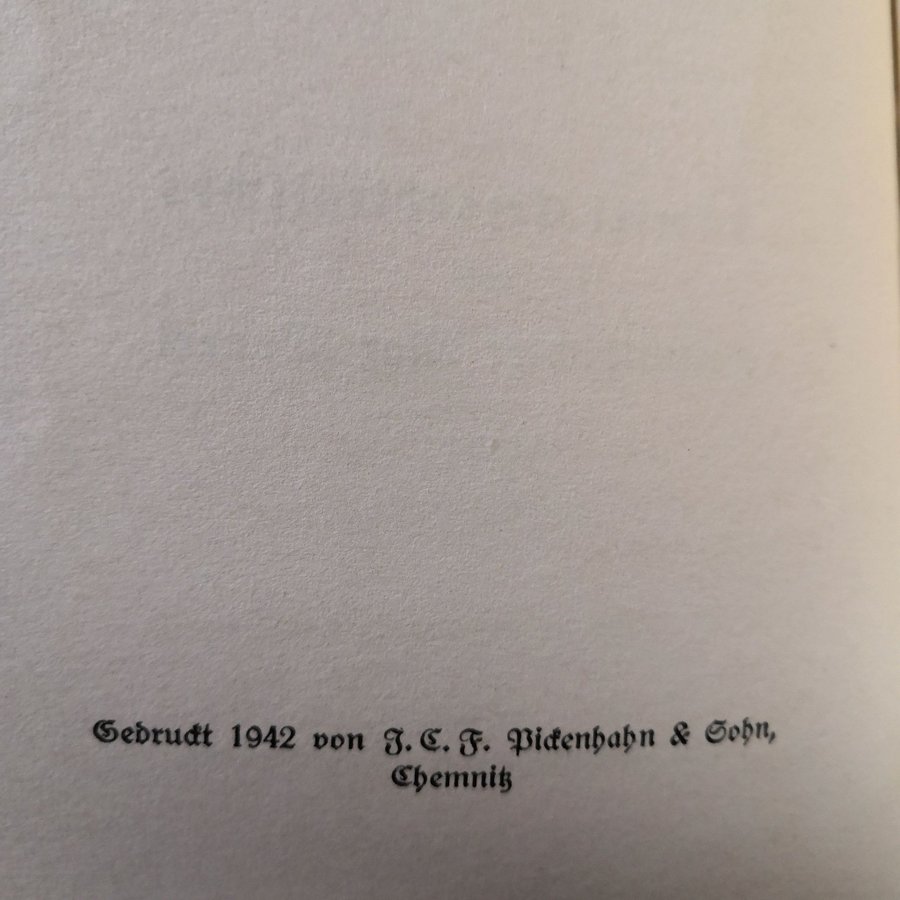 Gedruckt 1942 von J. C. F. Pickenhahn & Sohn,
Chemnitz